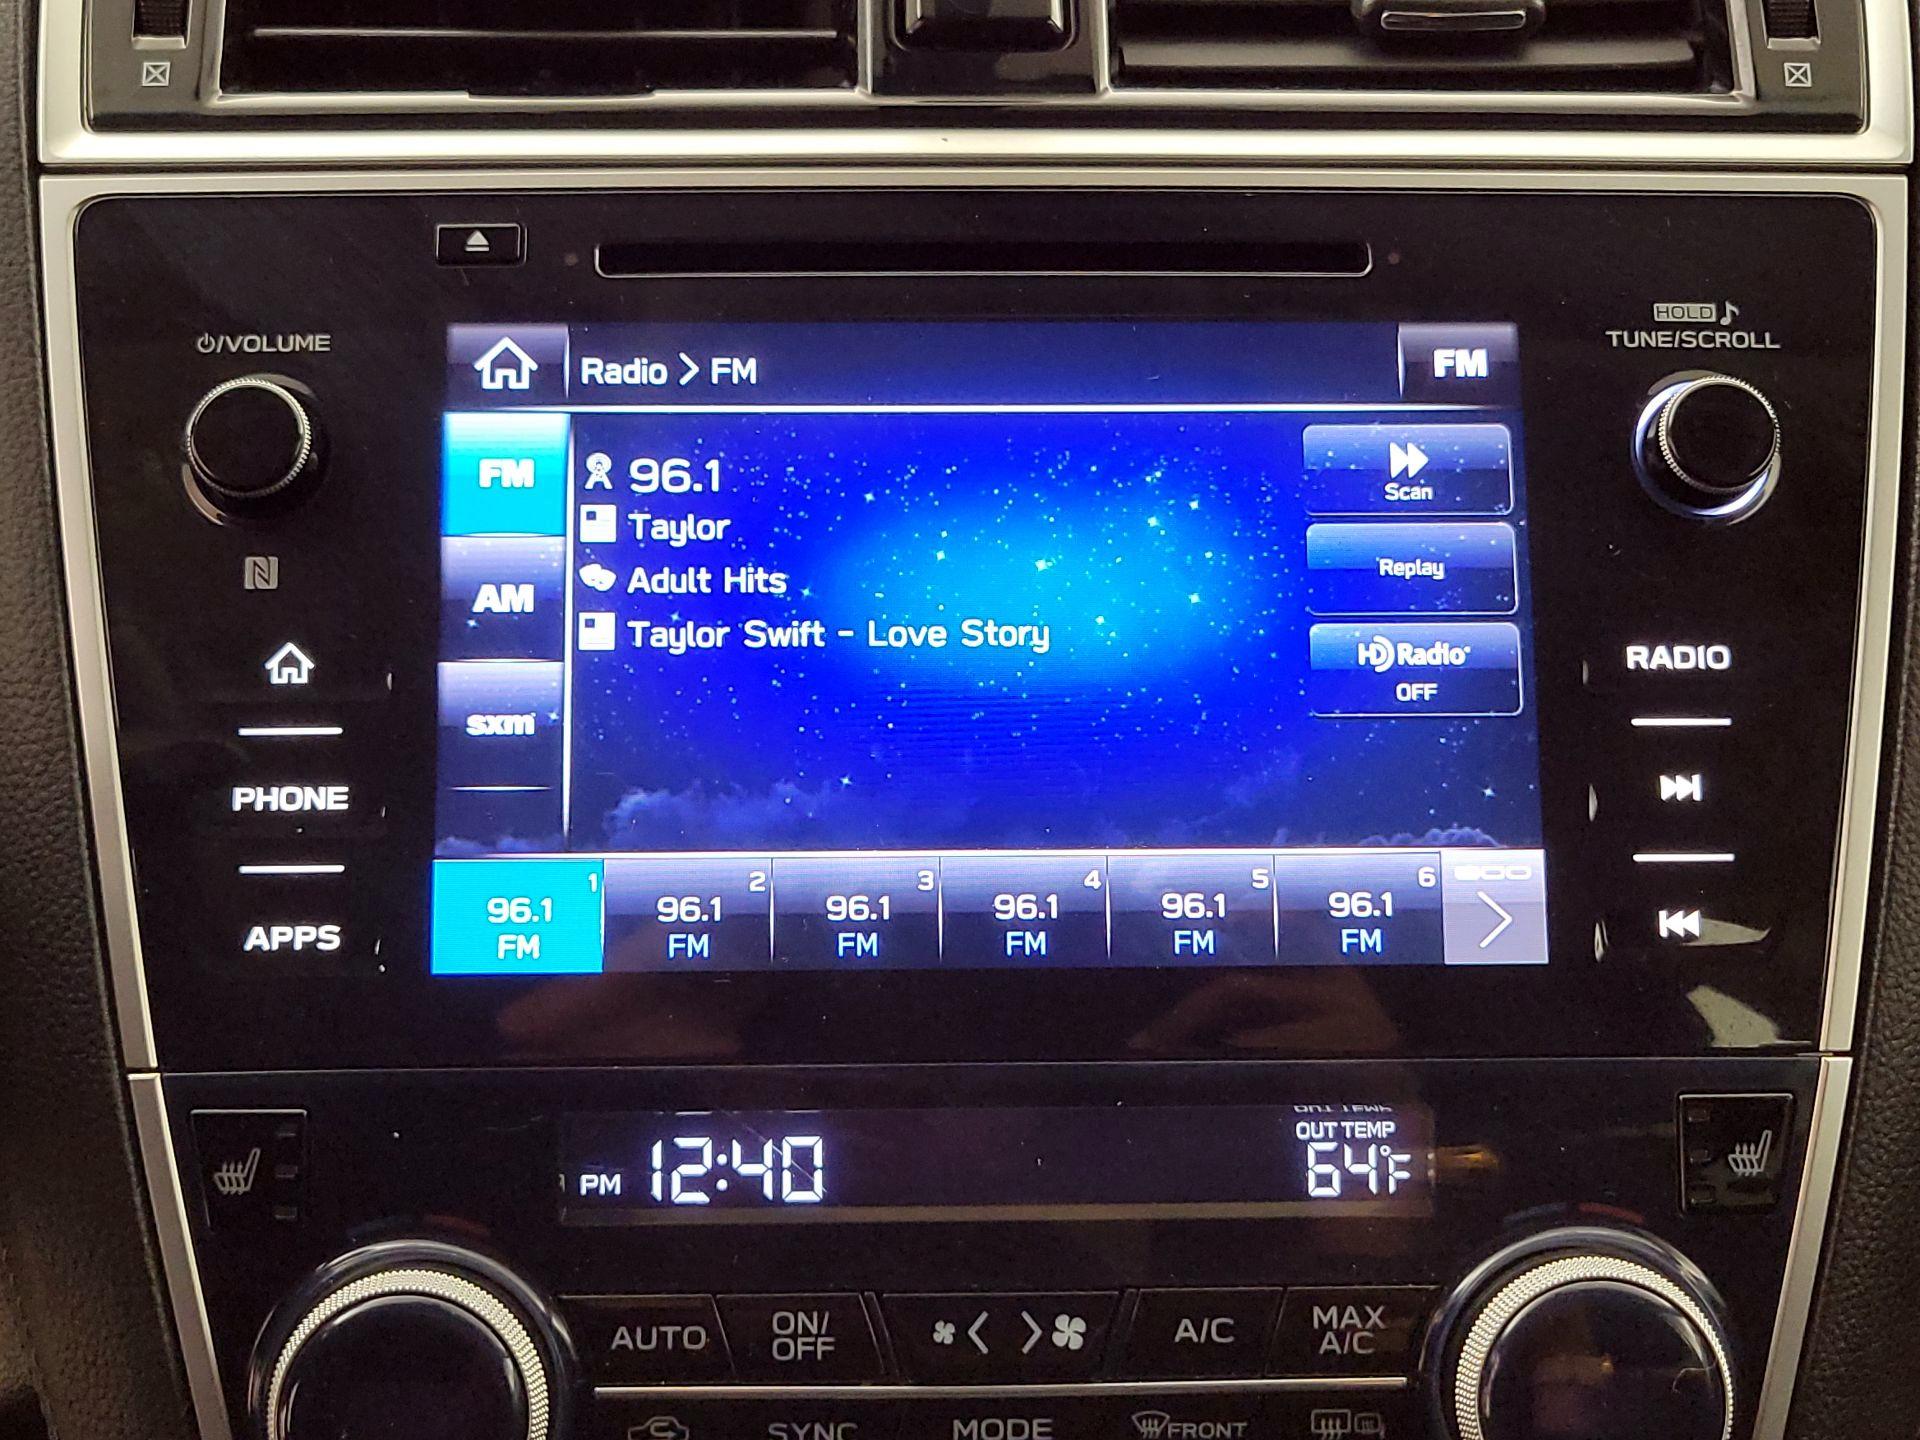 ⏻/VOLUME
HOLD ♪
TUNE/SCROLL
Radio > FM
FM
FM
96.1
Scan
Taylor
AM
Adult Hits
Replay
Taylor Swift - Love Story
HD Radio
OFF
sxm
RADIO
PHONE
APPS
1
96.1
FM
2
96.1
FM
3
96.1
FM
4
96.1
FM
5
96.1
FM
6
96.1
FM
PM 12:40
OUT TEMP
64°F
AUTO
ON/
OFF
A/C
MAX
A/C
SYNC
MODE
FRONT